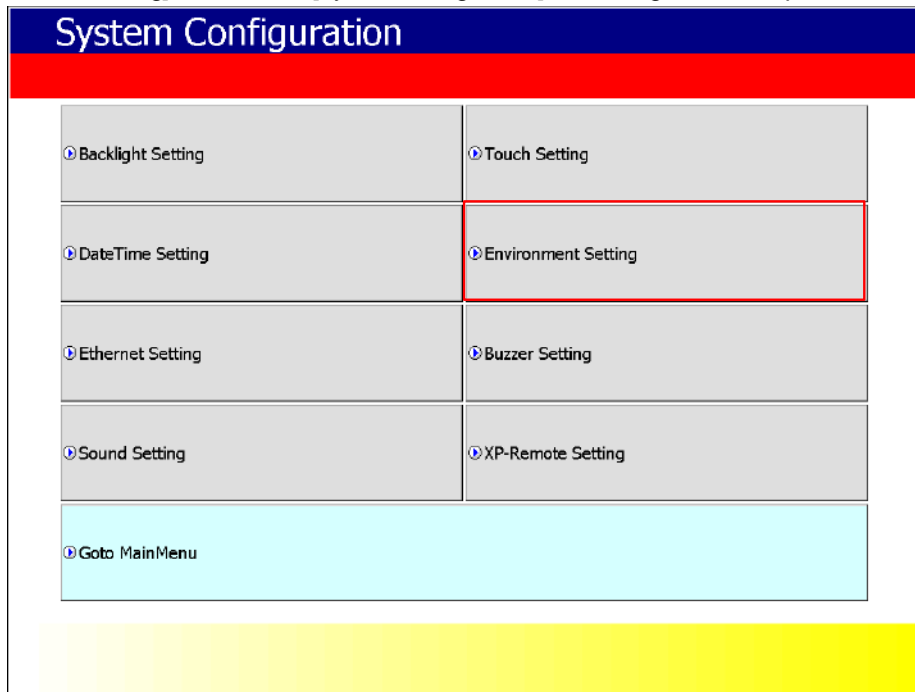 System Configuration
Backlight Setting
Touch Setting
DateTime Setting
Environment Setting
Ethernet Setting
Buzzer Setting
Sound Setting
XP-Remote Setting
Goto MainMenu